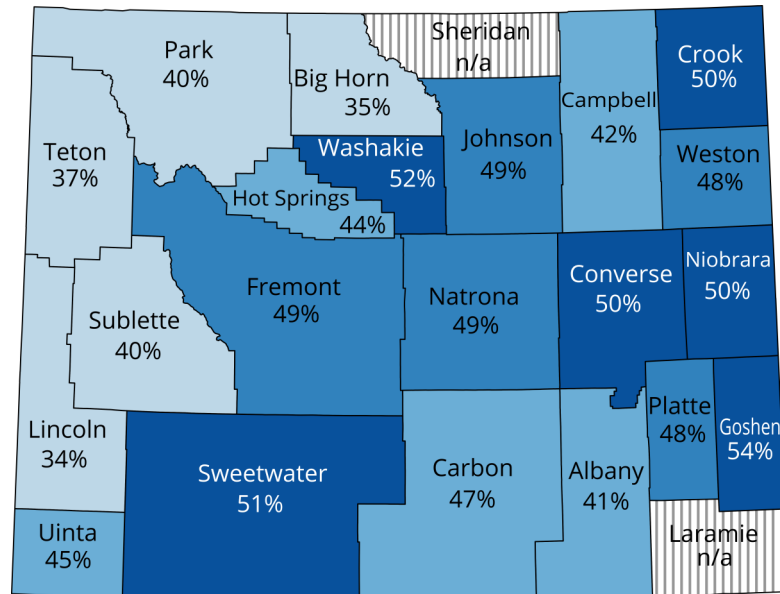 Sheridan
n/a
Park
40%
Crook
50%
Big Horn
35%
Campbell
42%
Teton
37%
Washakie
52%
Johnson
49%
Weston
48%
Hot Springs
44%
Fremont
49%
Natrona
49%
Converse
50%
Niobrara
50%
Sublette
40%
Lincoln
34%
Platte
48%
Goshen
54%
Sweetwater
51%
Carbon
47%
Albany
41%
Uinta
45%
Laramie
n/a